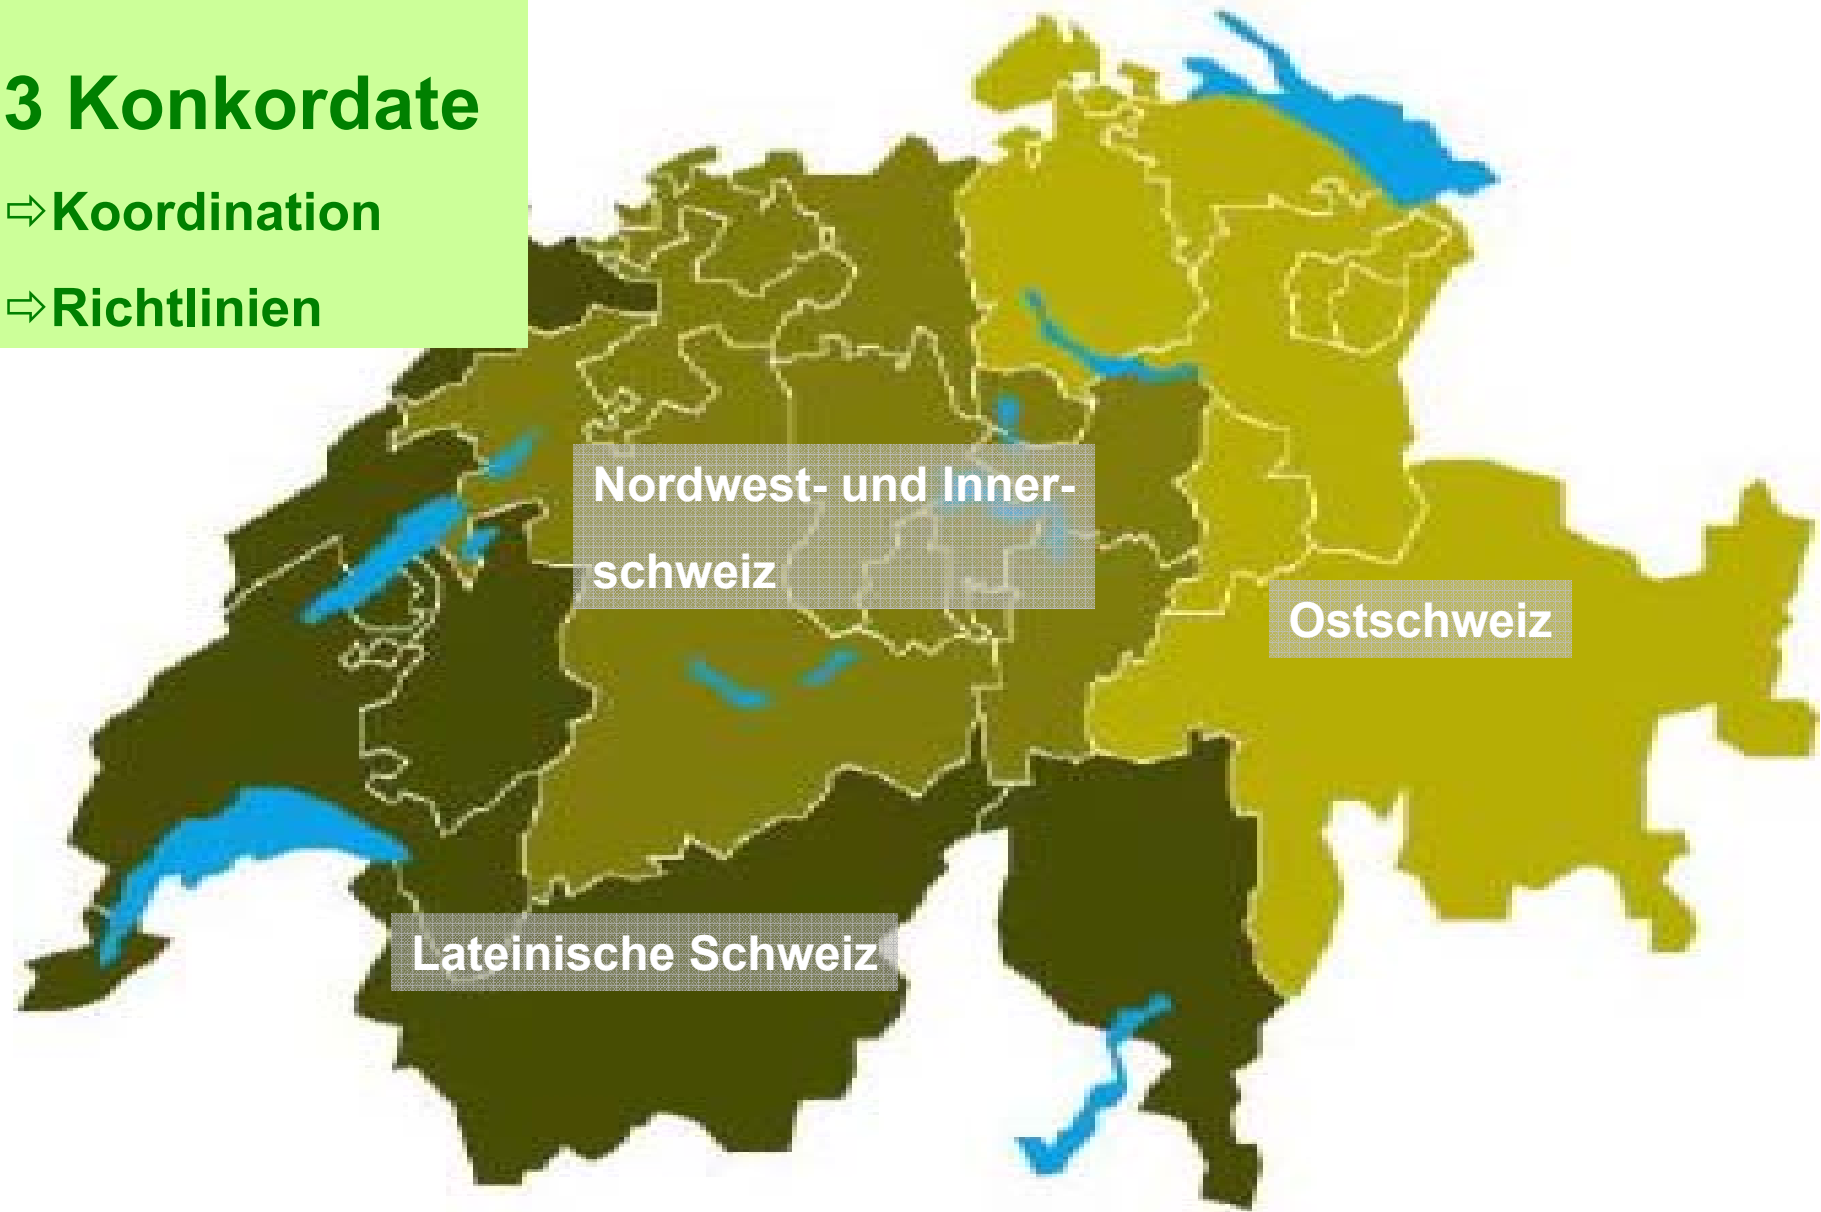 3 Konkordate
⇨Koordination
⇨Richtlinien
Nordwest- und Inner-
schweiz
Ostschweiz
Lateinische Schweiz